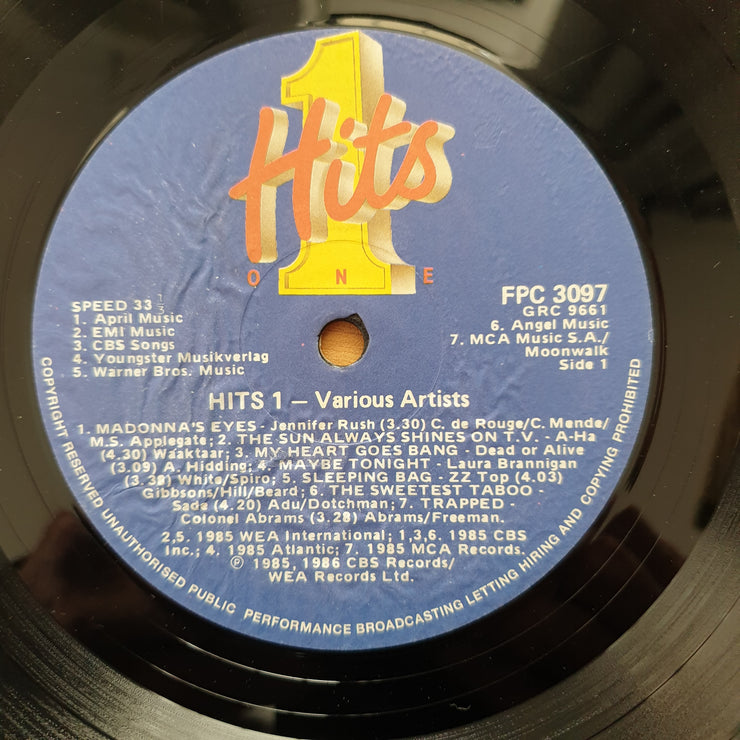 1
Hits
ONE
SPEED 33 1/3
1. April Music
2. EMI Music
3. CBS Songs
4. Youngster Musikverlag
5. Warner Bros. Music
FPC 3097
GRC 9661
6. Angel Music
7. MCA Music S.A./
Moonwalk
Side 1
HITS 1 – Various Artists
1. MADONNA'S EYES - Jennifer Rush (3.30) C. de Rouge/C. Mende/
M.S. Applegate; 2. THE SUN ALWAYS SHINES ON T.V. - A-Ha
(4.30) Waaktaar; 3. MY HEART GOES BANG - Dead or Alive
(3.09) A. Hidding; 4. MAYBE TONIGHT - Laura Brannigan
(3.38) White/Spiro; 5. SLEEPING BAG - ZZ Top (4.03)
Gibbsons/Hill/Beard; 6. THE SWEETEST TABOO -
Sade (4.20) Adu/Dotchman; 7. TRAPPED -
Colonel Abrams (3.28) Abrams/Freeman.
2,5. 1985 WEA International; 1,3,6. 1985 CBS
Inc.; 4. 1985 Atlantic; 7. 1985 MCA Records.
℗ 1985, 1986 CBS Records/
WEA Records Ltd.
COPYRIGHT RESERVED UNAUTHORISED PUBLIC PERFORMANCE BROADCASTING LETTING HIRING AND COPYING PROHIBITED